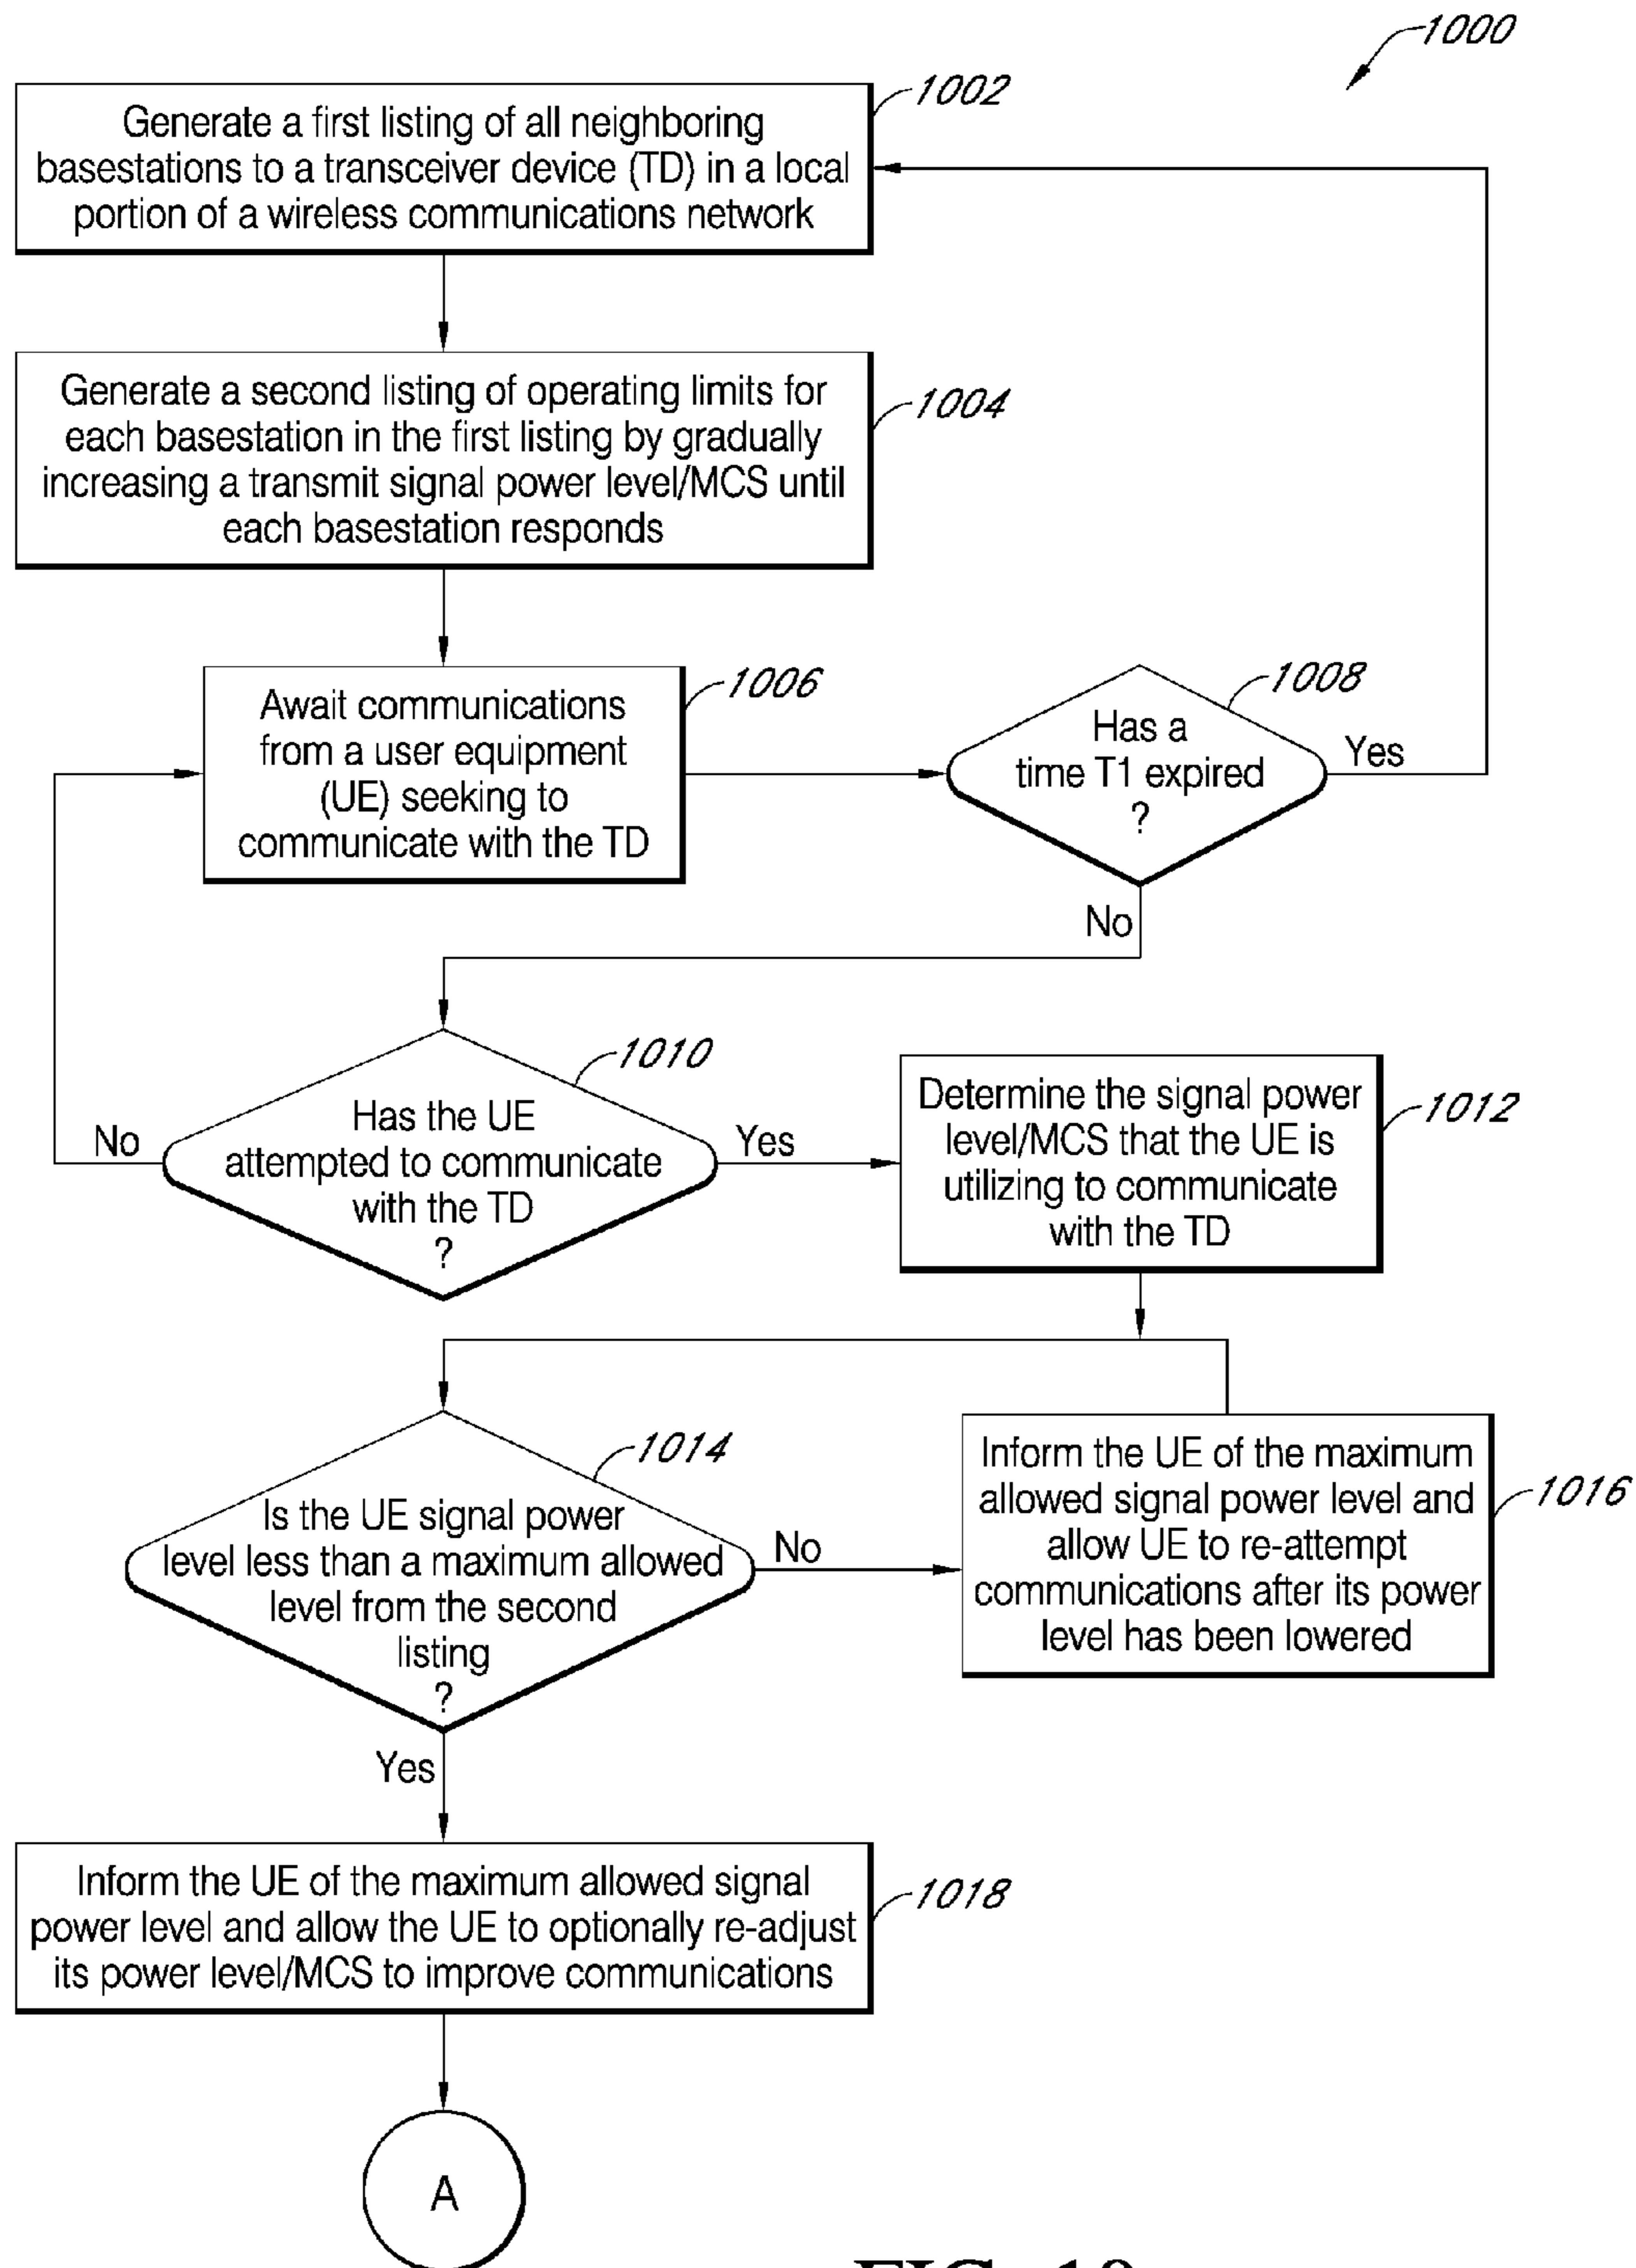 1000
1002
Generate a first listing of all neighboring
basestations to a transceiver device (TD) in a local
portion of a wireless communications network
1004
Generate a second listing of operating limits for
each basestation in the first listing by gradually
increasing a transmit signal power level/MCS until
each basestation responds
1006
Await communications
from a user equipment
(UE) seeking to
communicate with the TD
1008
Has a
time T1 expired
?
Yes
No
1010
Has the UE
attempted to communicate
with the TD
?
No
Yes
1012
Determine the signal power
level/MCS that the UE is
utilizing to communicate
with the TD
1014
Is the UE signal power
level less than a maximum allowed
level from the second
listing
?
No
Yes
1016
Inform the UE of the maximum
allowed signal power level and
allow UE to re-attempt
communications after its power
level has been lowered
1018
Inform the UE of the maximum allowed signal
power level and allow the UE to optionally re-adjust
its power level/MCS to improve communications
A
FIG. 10